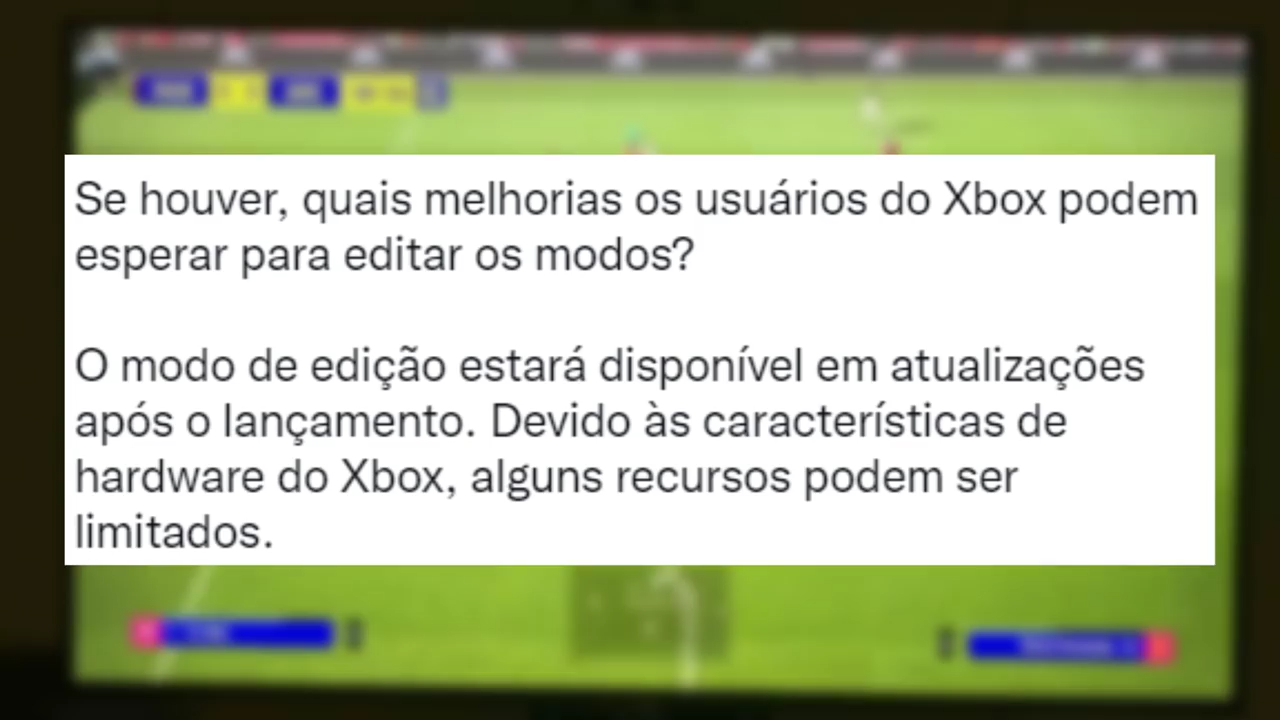 Se houver, quais melhorias os usuários do Xbox podem
esperar para editar os modos?
O modo de edição estará disponível em atualizações
após o lançamento. Devido às características de
hardware do Xbox, alguns recursos podem ser
limitados.